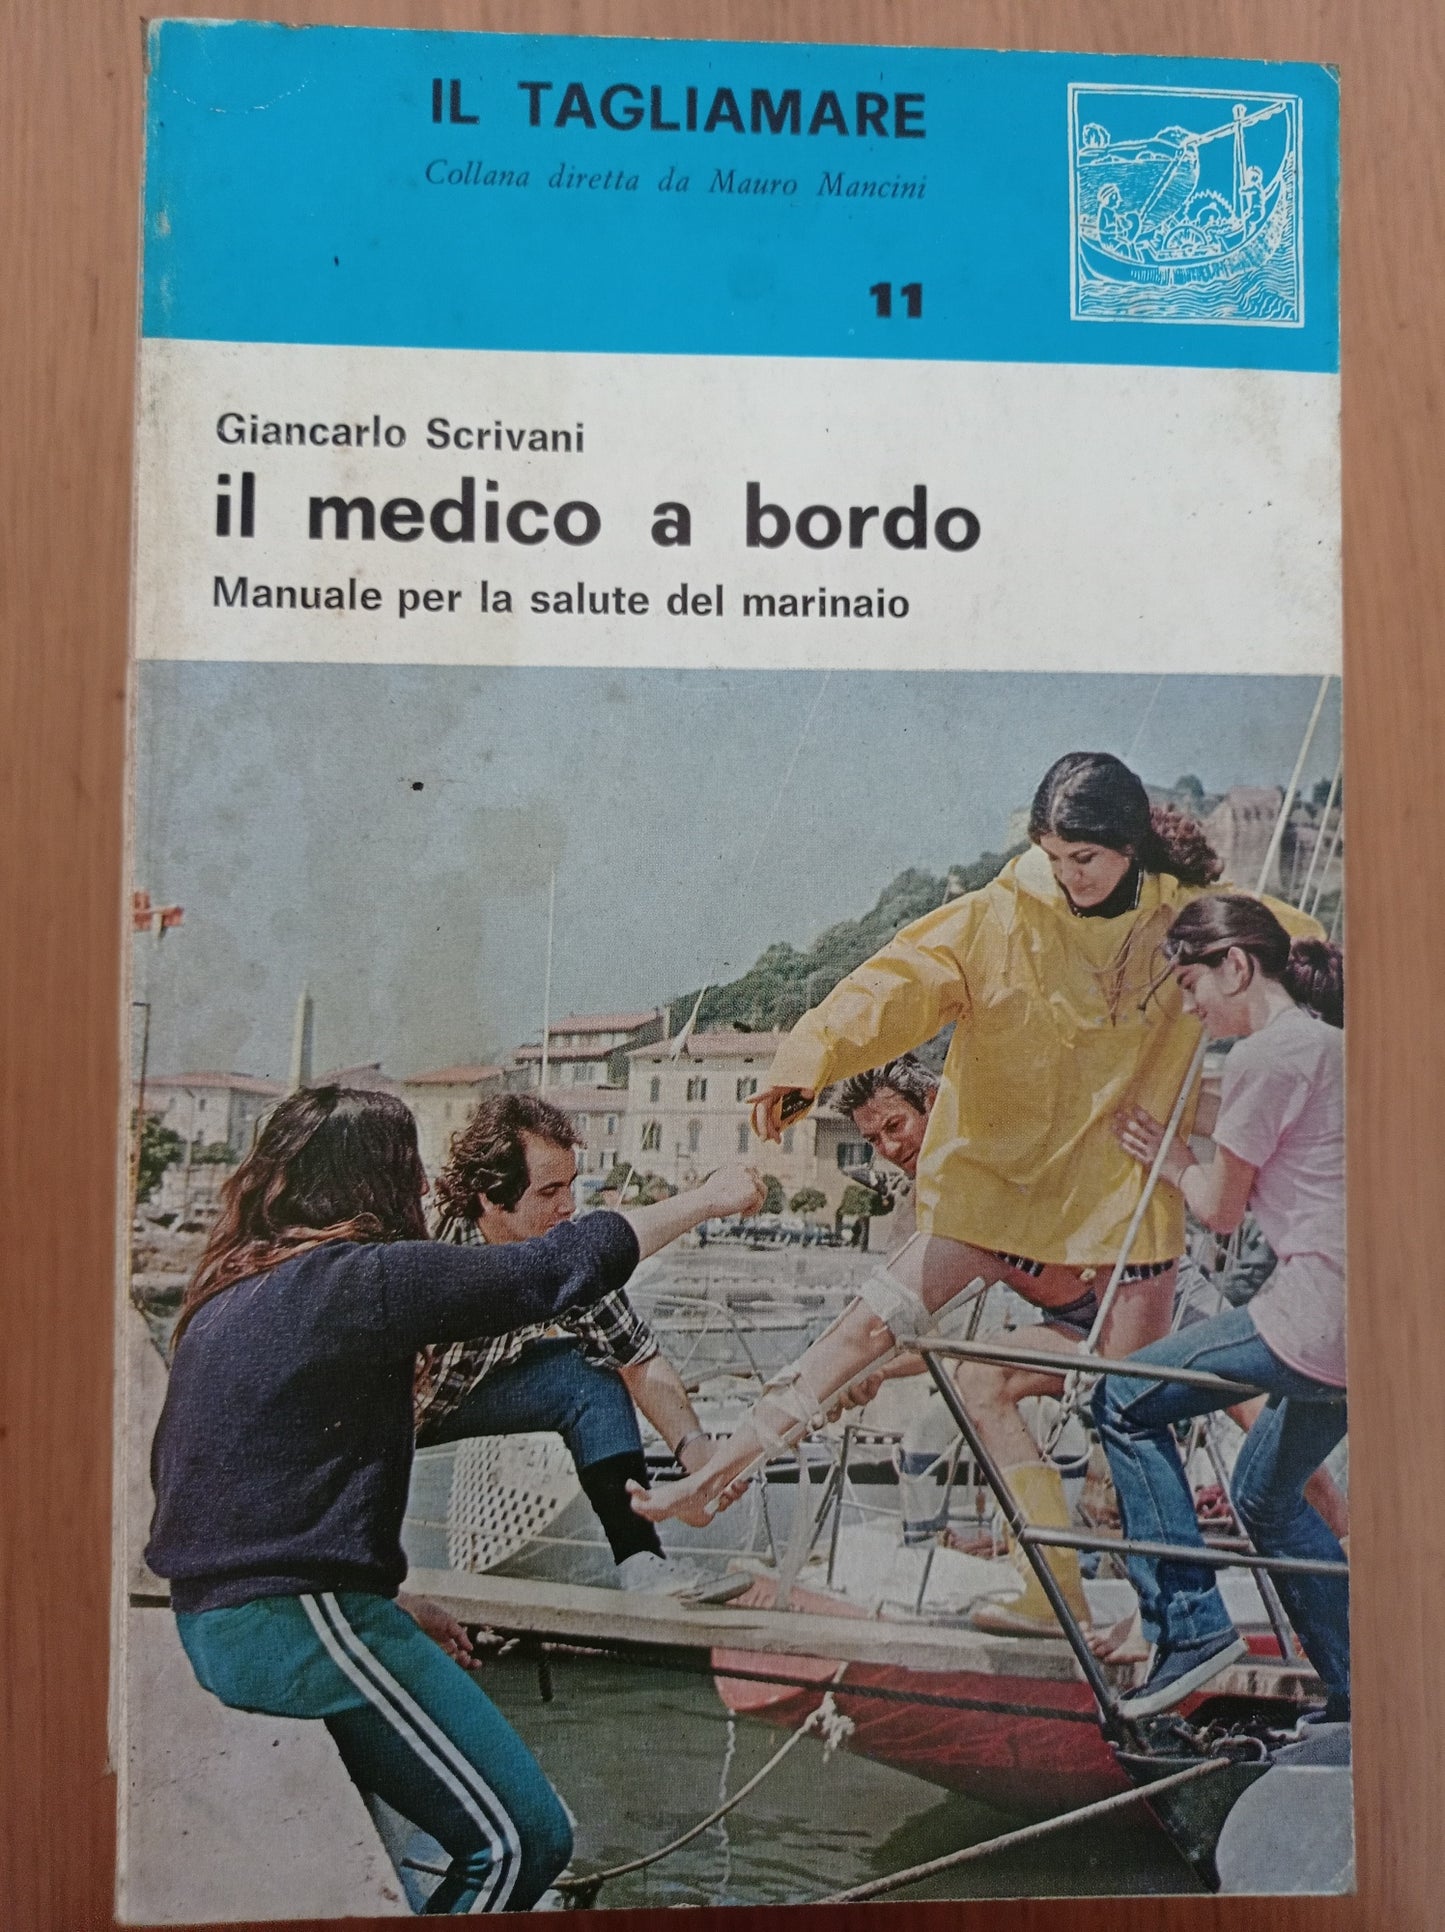 IL TAGLIAMARE
Collana diretta da Mauro Mancini
11
Giancarlo Scrivani
il medico a bordo
Manuale per la salute del marinaio